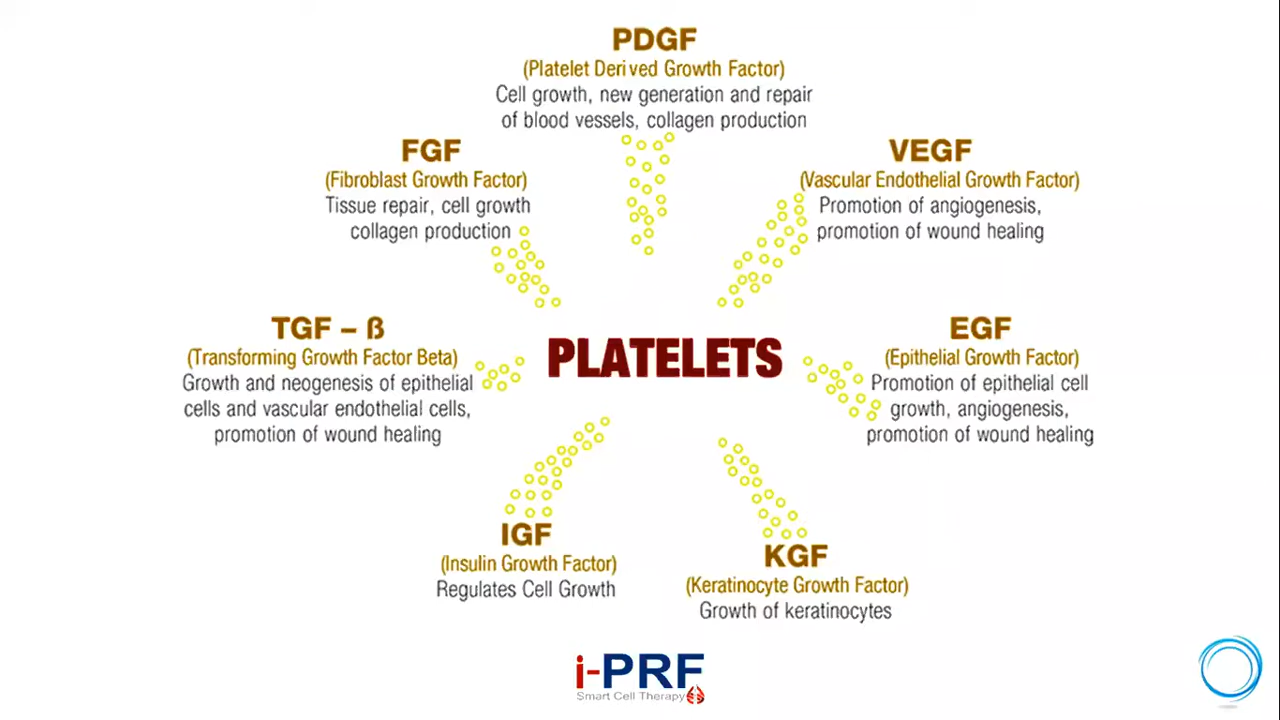 PDGF
(Platelet Derived Growth Factor)
Cell growth, new generation and repair
of blood vessels, collagen production
FGF
(Fibroblast Growth Factor)
Tissue repair, cell growth
collagen production
VEGF
(Vascular Endothelial Growth Factor)
Promotion of angiogenesis,
promotion of wound healing
TGF – ß
(Transforming Growth Factor Beta)
Growth and neogenesis of epithelial
cells and vascular endothelial cells,
promotion of wound healing
PLATELETS
EGF
(Epithelial Growth Factor)
Promotion of epithelial cell
growth, angiogenesis,
promotion of wound healing
IGF
(Insulin Growth Factor)
Regulates Cell Growth
KGF
(Keratinocyte Growth Factor)
Growth of keratinocytes
i-PRF
Smart Cell Therapy